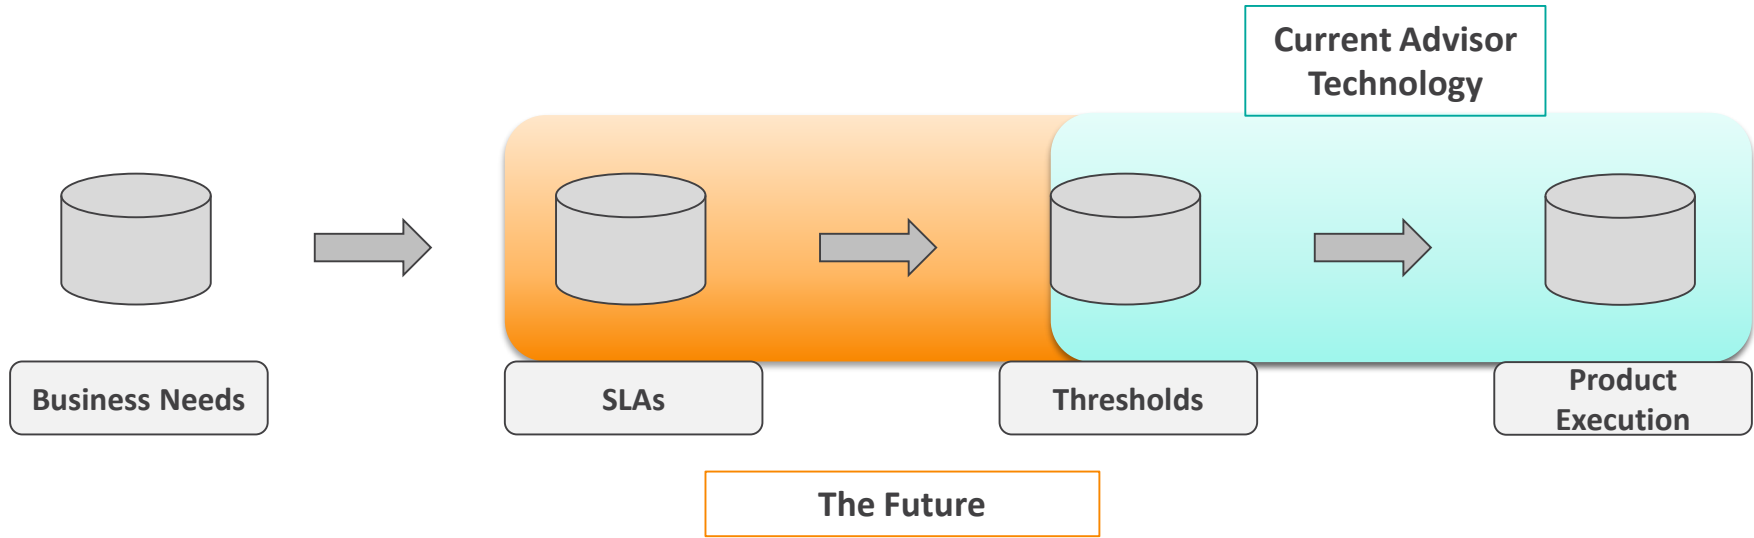 Current Advisor
Technology
Business Needs
SLAs
Thresholds
Product
Execution
The Future